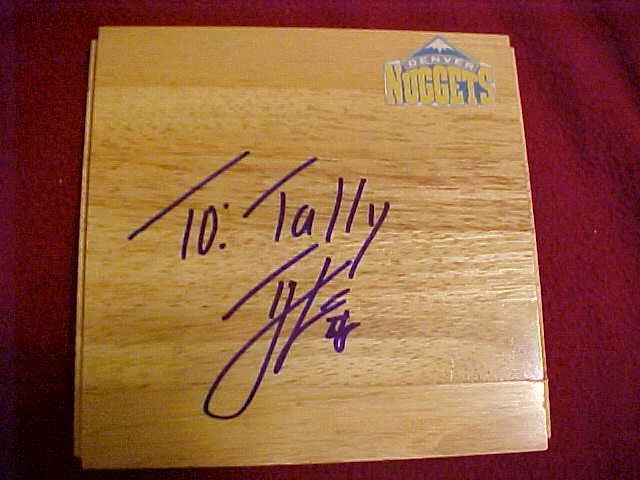 DENVER
NUGGETS
To: Tally